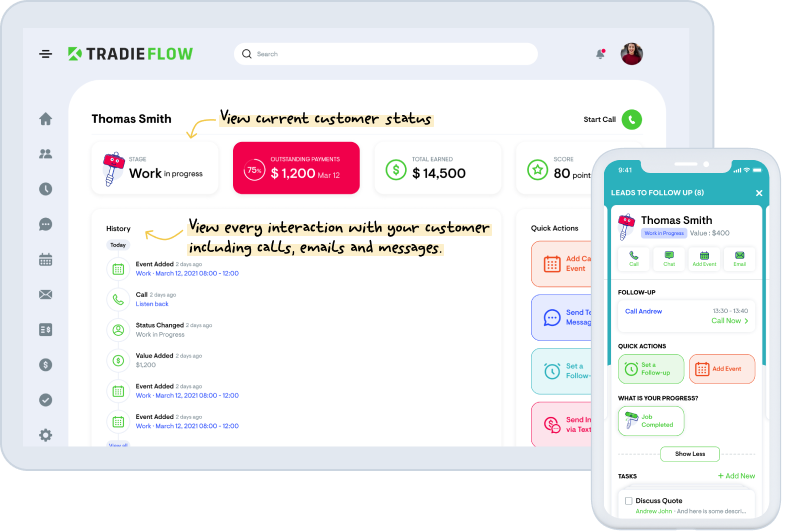 TRADIEFLOW
Search
Thomas Smith
View current customer status
Start Call
STAGE
Work in progress
75%
OUTSTANDING PAYMENTS
$ 1,200 Mar 12
TOTAL EARNED
$ 14,500
SCORE
80 point
History
View every interaction with your customer
including calls, emails and messages.
Today
Event Added 2 days ago
Work · March 12, 2021 08:00 - 12:00
Call 2 days ago
Listen back
Status Changed 2 days ago
Work in Progress
Value Added 2 days ago
$1,200
Event Added 2 days ago
Work · March 12, 2021 08:00 - 12:00
Event Added 2 days ago
Work · March 12, 2021 08:00 - 12:00
View all
Quick Actions
Add Ca
Event
Send Te
Messag
Set a
Follow-
Send In
via Text
9:41
LEADS TO FOLLOW UP (8)
Thomas Smith
Work in Progress Value : $400
Call
Chat
Add Event
Email
FOLLOW-UP
Call Andrew
13:30 - 13:40
Call Now
QUICK ACTIONS
Set a
Follow-up
Add Event
WHAT IS YOUR PROGRESS?
Job
Completed
Show Less
TASKS
+ Add New
Discuss Quote
Andrew John - And here is some descri...